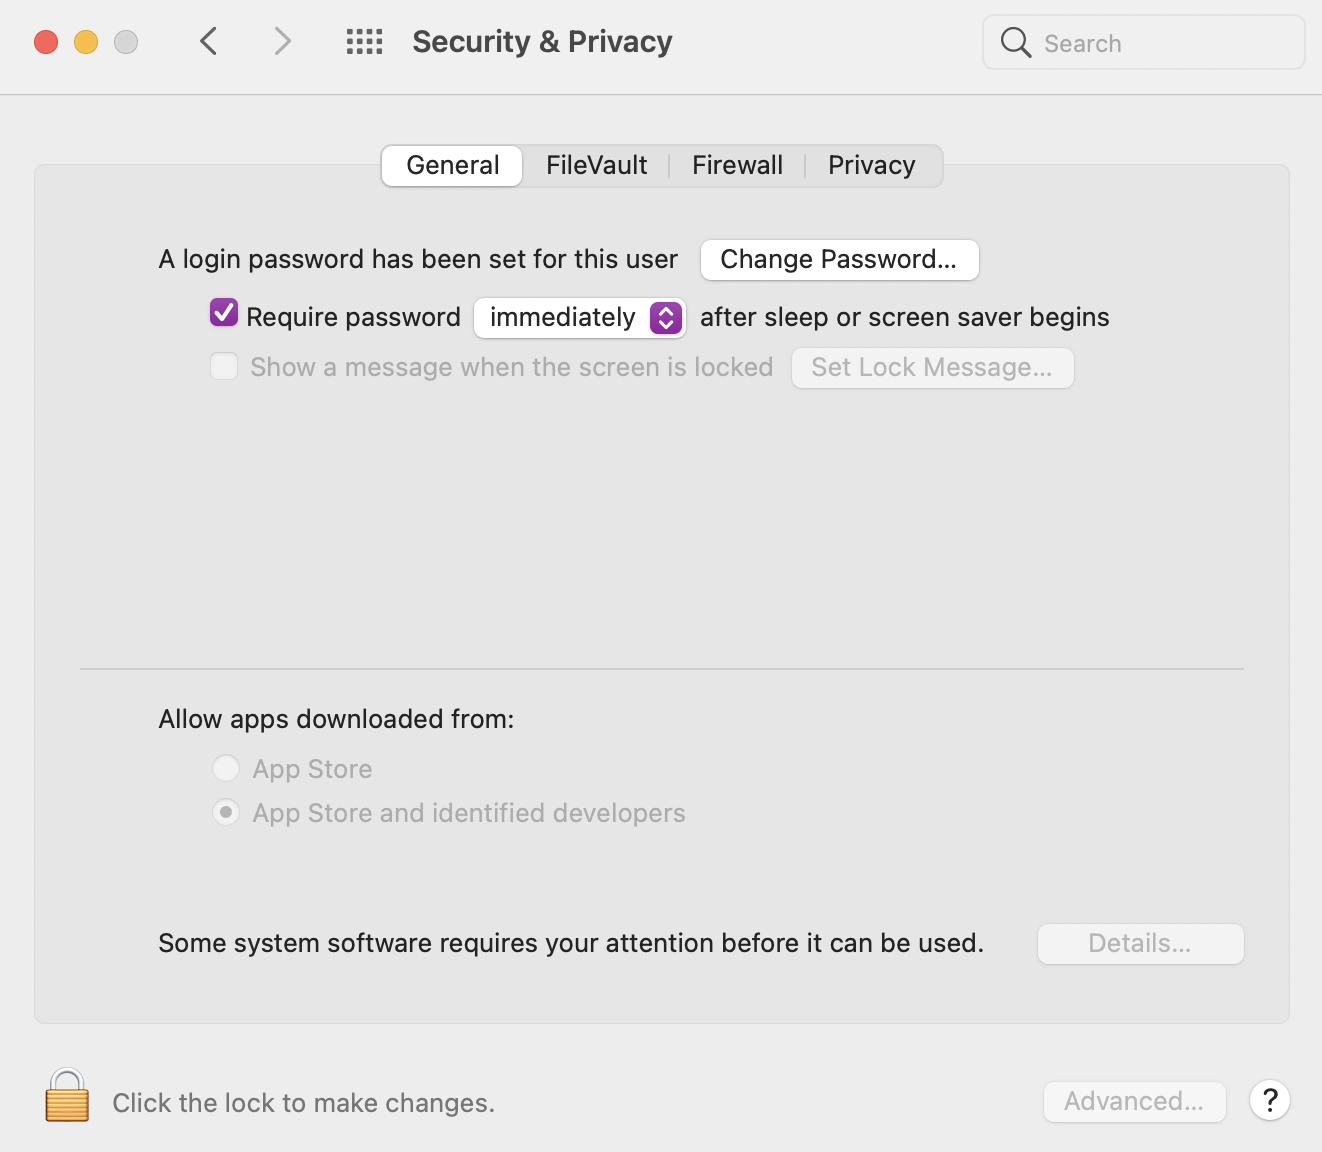 Security & Privacy
Search
General FileVault Firewall Privacy
A login password has been set for this user Change Password...
Require password immediately after sleep or screen saver begins
Show a message when the screen is locked Set Lock Message...
Allow apps downloaded from:
App Store
App Store and identified developers
Some system software requires your attention before it can be used. Details...
Click the lock to make changes. Advanced... ?